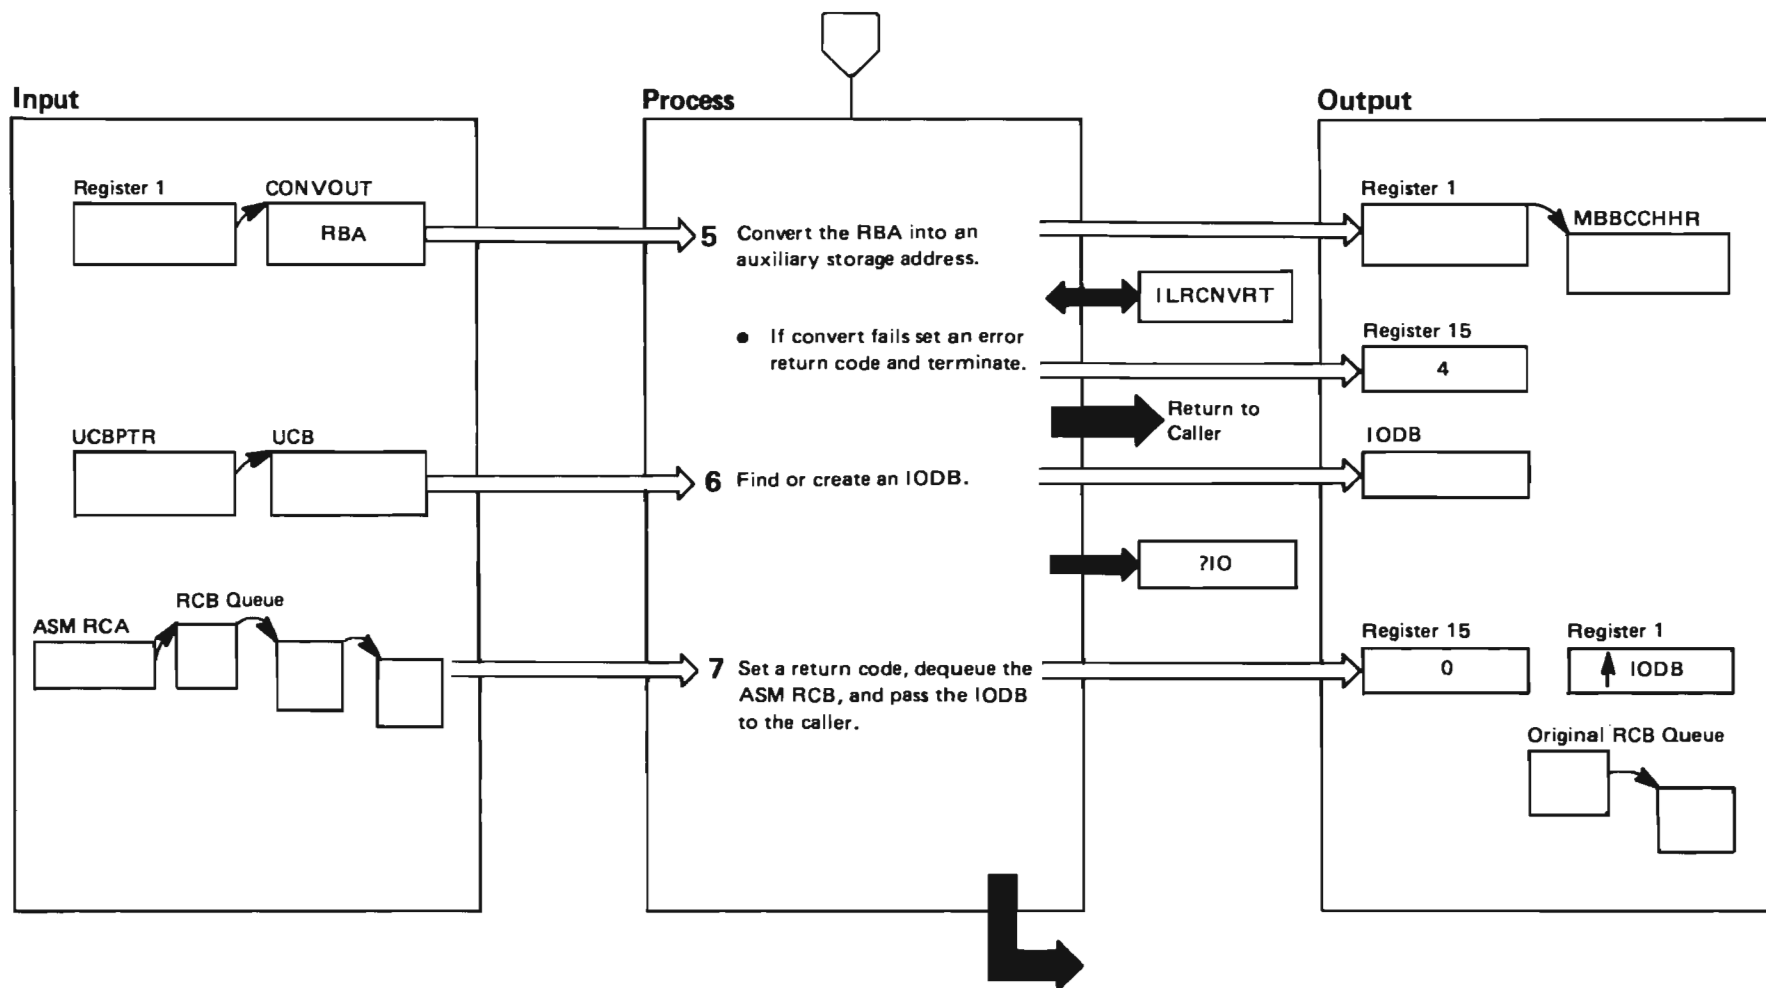 Input
Process
Output
Register 1
CONVOUT
RBA
5 Convert the RBA into an
auxiliary storage address.
ILRCNVRT
Register 1
MBBCCHHR
● If convert fails set an error
return code and terminate.
Register 15
4
Return to
Caller
UCBPTR
UCB
6 Find or create an IODB.
IODB
?IO
ASM RCA
RCB Queue
7 Set a return code, dequeue the
ASM RCB, and pass the IODB
to the caller.
Register 15
0
Register 1
IODB
Original RCB Queue